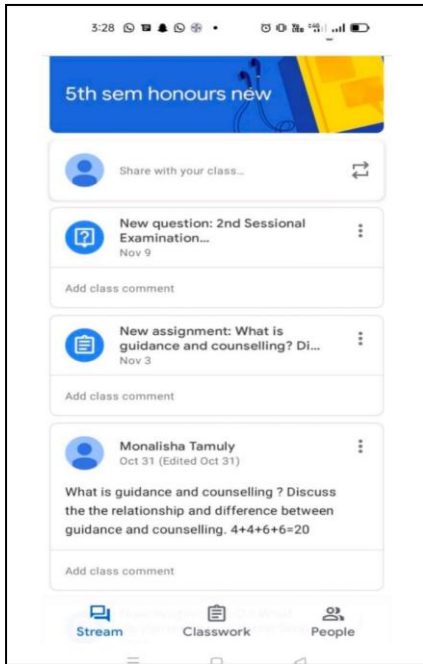 3:28
5th sem honours new
Share with your class...
New question: 2nd Sessional
Examination...
Nov 9
Add class comment
New assignment: What is
guidance and counselling? Di...
Nov 3
Add class comment
Monalisha Tamuly
Oct 31 (Edited Oct 31)
What is guidance and counselling ? Discuss
the the relationship and difference between
guidance and counselling. 4+4+6+6=20
Add class comment
Stream Classwork People